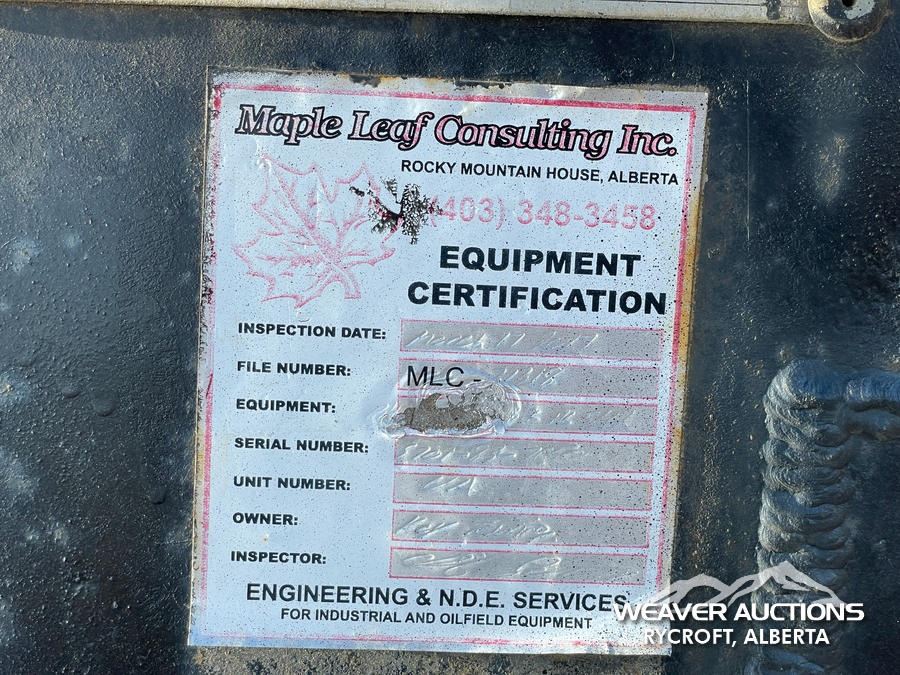 Maple Leaf Consulting Inc.
ROCKY MOUNTAIN HOUSE, ALBERTA
(403) 348-3458
EQUIPMENT
CERTIFICATION
INSPECTION DATE:
FILE NUMBER: MLC -
EQUIPMENT:
SERIAL NUMBER:
UNIT NUMBER:
OWNER:
INSPECTOR:
ENGINEERING & N.D.E. SERVICES
FOR INDUSTRIAL AND OILFIELD EQUIPMENT
WEAVER AUCTIONS
RYCROFT, ALBERTA